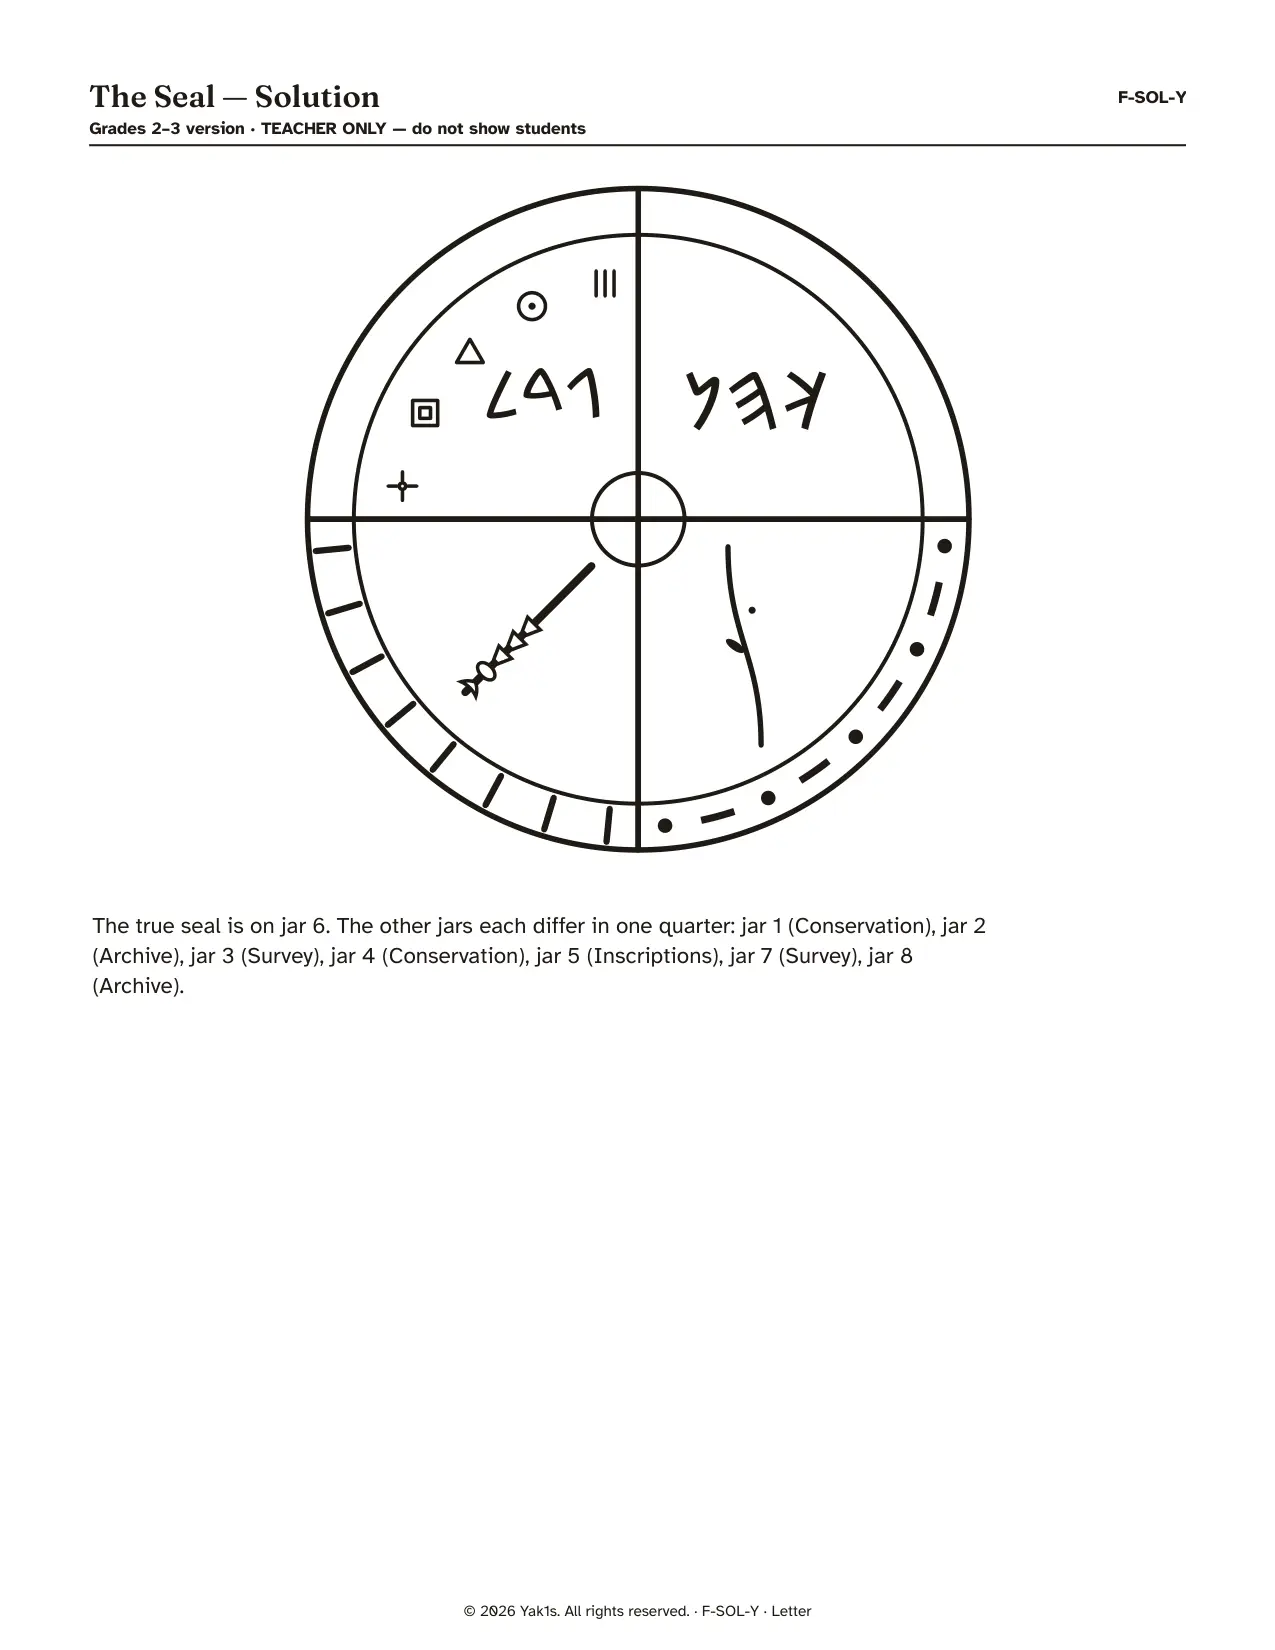 The Seal — Solution
F-SOL-Y
Grades 2–3 version · TEACHER ONLY — do not show students
𐤊𐤄𐤍 𐤂𐤃𐤋
The true seal is on jar 6. The other jars each differ in one quarter: jar 1 (Conservation), jar 2
(Archive), jar 3 (Survey), jar 4 (Conservation), jar 5 (Inscriptions), jar 7 (Survey), jar 8
(Archive).
© 2026 Yak1s. All rights reserved. · F-SOL-Y · Letter